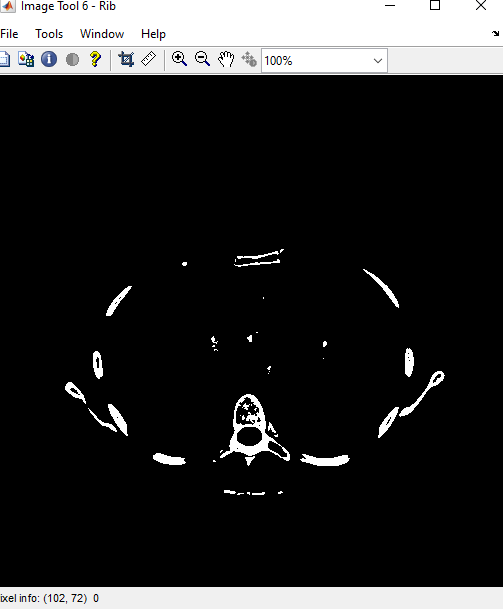 Image Tool 6 - Rib
File Tools Window Help
100%
ixel info: (102, 72) 0